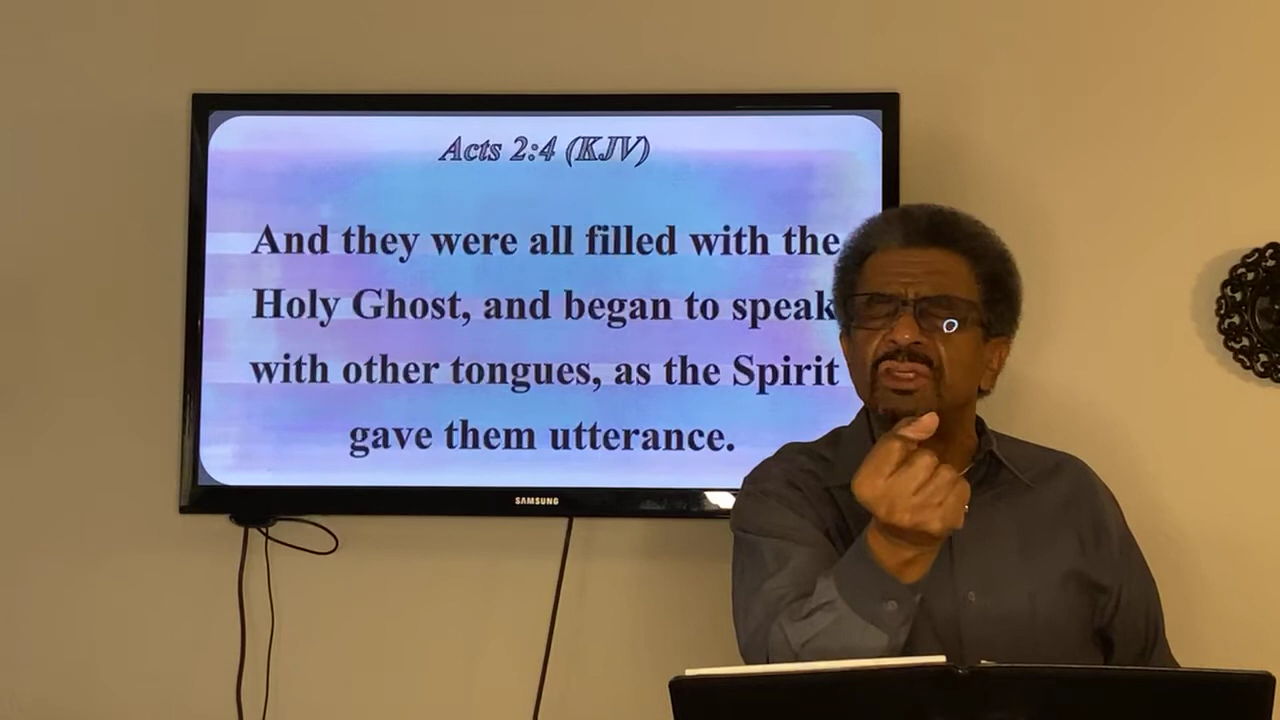 Acts 2:4 (KJV)
And they were all filled with the
Holy Ghost, and began to speak
with other tongues, as the Spirit
gave them utterance.
SAMSUNG